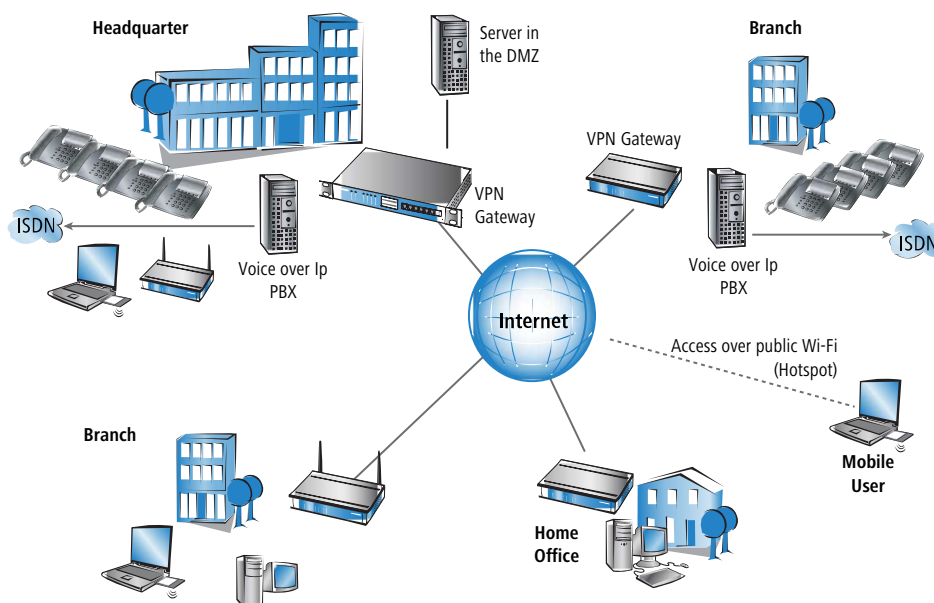 Headquarter
Server in
the DMZ
Branch
VPN Gateway
VPN
Gateway
ISDN
Voice over Ip
PBX
Voice over Ip
PBX
ISDN
Internet
Access over public Wi-Fi
(Hotspot)
Branch
Mobile
User
Home
Office